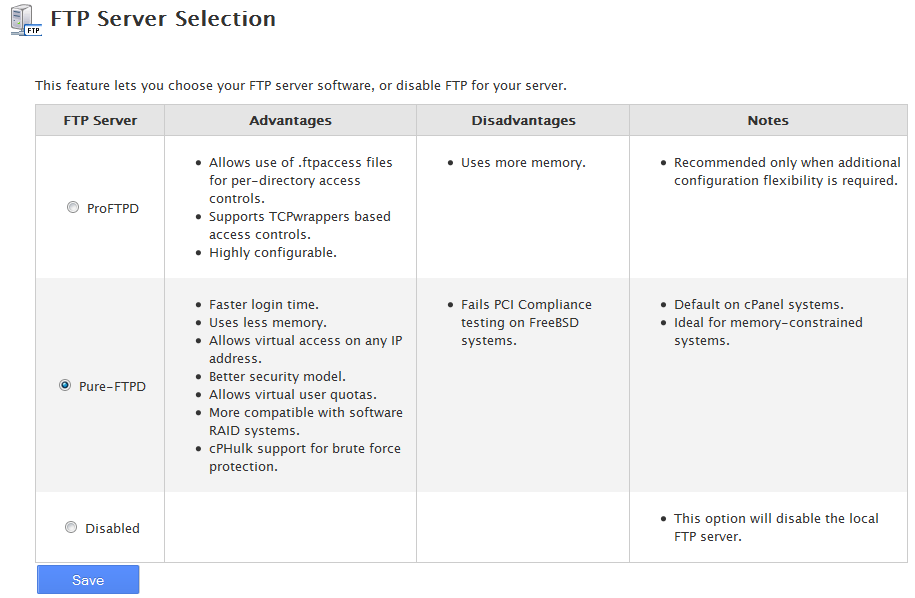 FTP
FTP Server Selection
This feature lets you choose your FTP server software, or disable FTP for your server.
FTP Server
Advantages
Disadvantages
Notes
ProFTPD
Allows use of .ftpaccess files
for per-directory access
controls.
Supports TCPwrappers based
access controls.
Highly configurable.
Uses more memory.
Recommended only when additional
configuration flexibility is required.
Pure-FTPD
Faster login time.
Uses less memory.
Allows virtual access on any IP
address.
Better security model.
Allows virtual user quotas.
More compatible with software
RAID systems.
cPHulk support for brute force
protection.
Fails PCI Compliance
testing on FreeBSD
systems.
Default on cPanel systems.
Ideal for memory-constrained
systems.
Disabled
This option will disable the local
FTP server.
Save